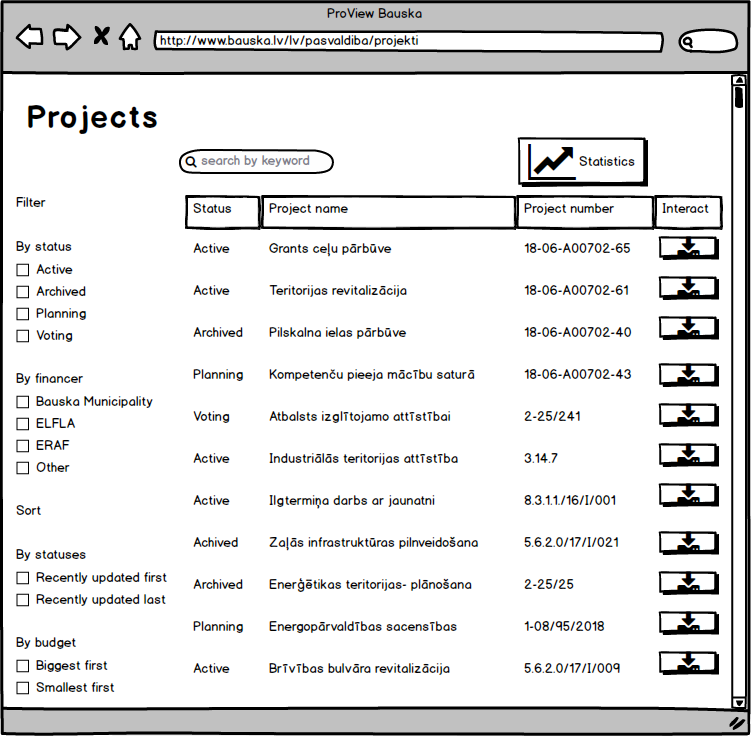 ProView Bauska
http://www.bauska.lv/lv/pasvaldiba/projekti
Projects
search by keyword
Statistics
Filter
By status
Active
Archived
Planning
Voting
By financer
Bauska Municipality
ELFLA
ERAF
Other
Sort
By statuses
Recently updated first
Recently updated last
By budget
Biggest first
Smallest first
Status Project name Project number Interact
Active Grants ceļu pārbūve 18-06-A00702-65
Active Teritorijas revitalizācija 18-06-A00702-61
Archived Pilskalna ielas pārbūve 18-06-A00702-40
Planning Kompetenču pieeja mācību saturā 18-06-A00702-43
Voting Atbalsts izglītojamo attīstībai 2-25/241
Active Industriālās teritorijas attīstība 3.14.7
Active Ilgtermiņa darbs ar jaunatni 8.3.1.1./16/I/001
Achived Zaļās infrastruktūras pilnveidošana 5.6.2.0/17/I/021
Archived Enerģētikas teritorijas- plānošana 2-25/25
Planning Energopārvaldības sacensības 1-08/95/2018
Active Brīvības bulvāra revitalizācija 5.6.2.0/17/I/009